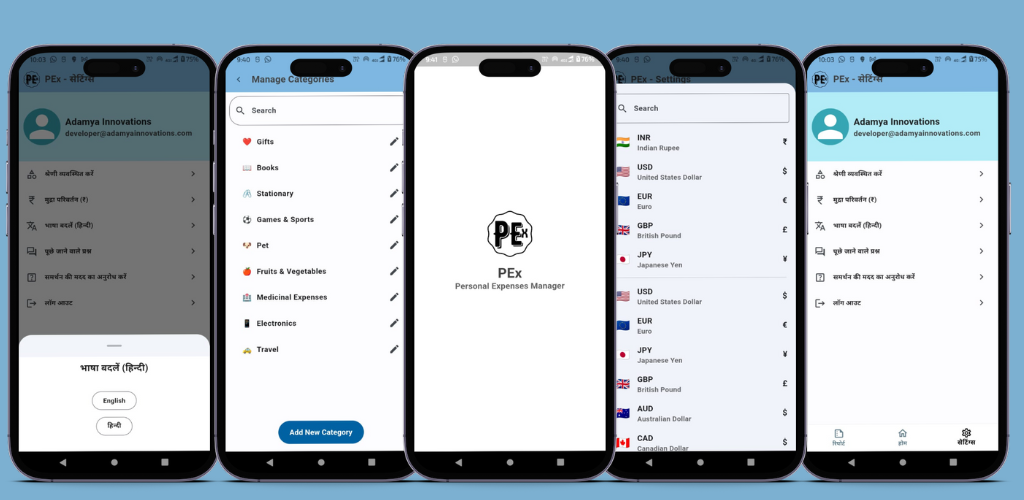 10:03
75%
PEx - सेटिंग्स
Adamya Innovations
developer@adamyainnovations.com
श्रेणी व्यवस्थित करें
मुद्रा परिवर्तन (₹)
भाषा बदलें (हिन्दी)
पूछे जाने वाले प्रश्न
समर्थन की मदद का अनुरोध करें
लॉग आउट
भाषा बदलें (हिन्दी)
English
हिन्दी
9:40
76%
Manage Categories
Search
Gifts
Books
Stationary
Games & Sports
Pet
Fruits & Vegetables
Medicinal Expenses
Electronics
Travel
Add New Category
9:41
76%
PEx
PEx
Personal Expenses Manager
9:40
76%
PEx - Settings
Search
INR ₹
Indian Rupee
USD $
United States Dollar
EUR €
Euro
GBP £
British Pound
JPY ¥
Japanese Yen
USD $
United States Dollar
EUR €
Euro
JPY ¥
Japanese Yen
GBP £
British Pound
AUD $
Australian Dollar
CAD $
Canadian Dollar
10:03
75%
PEx - सेटिंग्स
Adamya Innovations
developer@adamyainnovations.com
श्रेणी व्यवस्थित करें
मुद्रा परिवर्तन (₹)
भाषा बदलें (हिन्दी)
पूछे जाने वाले प्रश्न
समर्थन की मदद का अनुरोध करें
लॉग आउट
रिपोर्ट होम सेटिंग्स